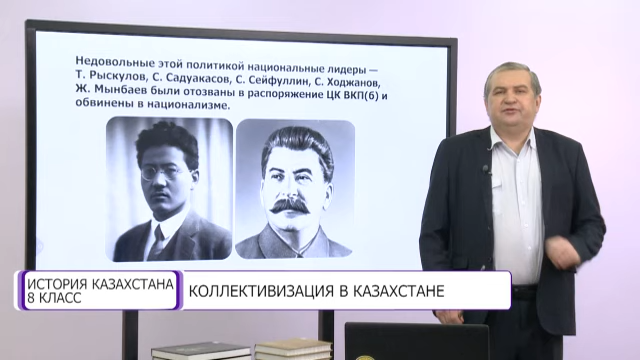 Недовольные этой политикой национальные лидеры —
Т. Рыскулов, С. Садуакасов, С. Сейфуллин, С. Ходжанов,
Ж. Мынбаев были отозваны в распоряжение ЦК ВКП(б) и
обвинены в национализме.
ИСТОРИЯ КАЗАХСТАНА
8 КЛАСС
КОЛЛЕКТИВИЗАЦИЯ В КАЗАХСТАНЕ